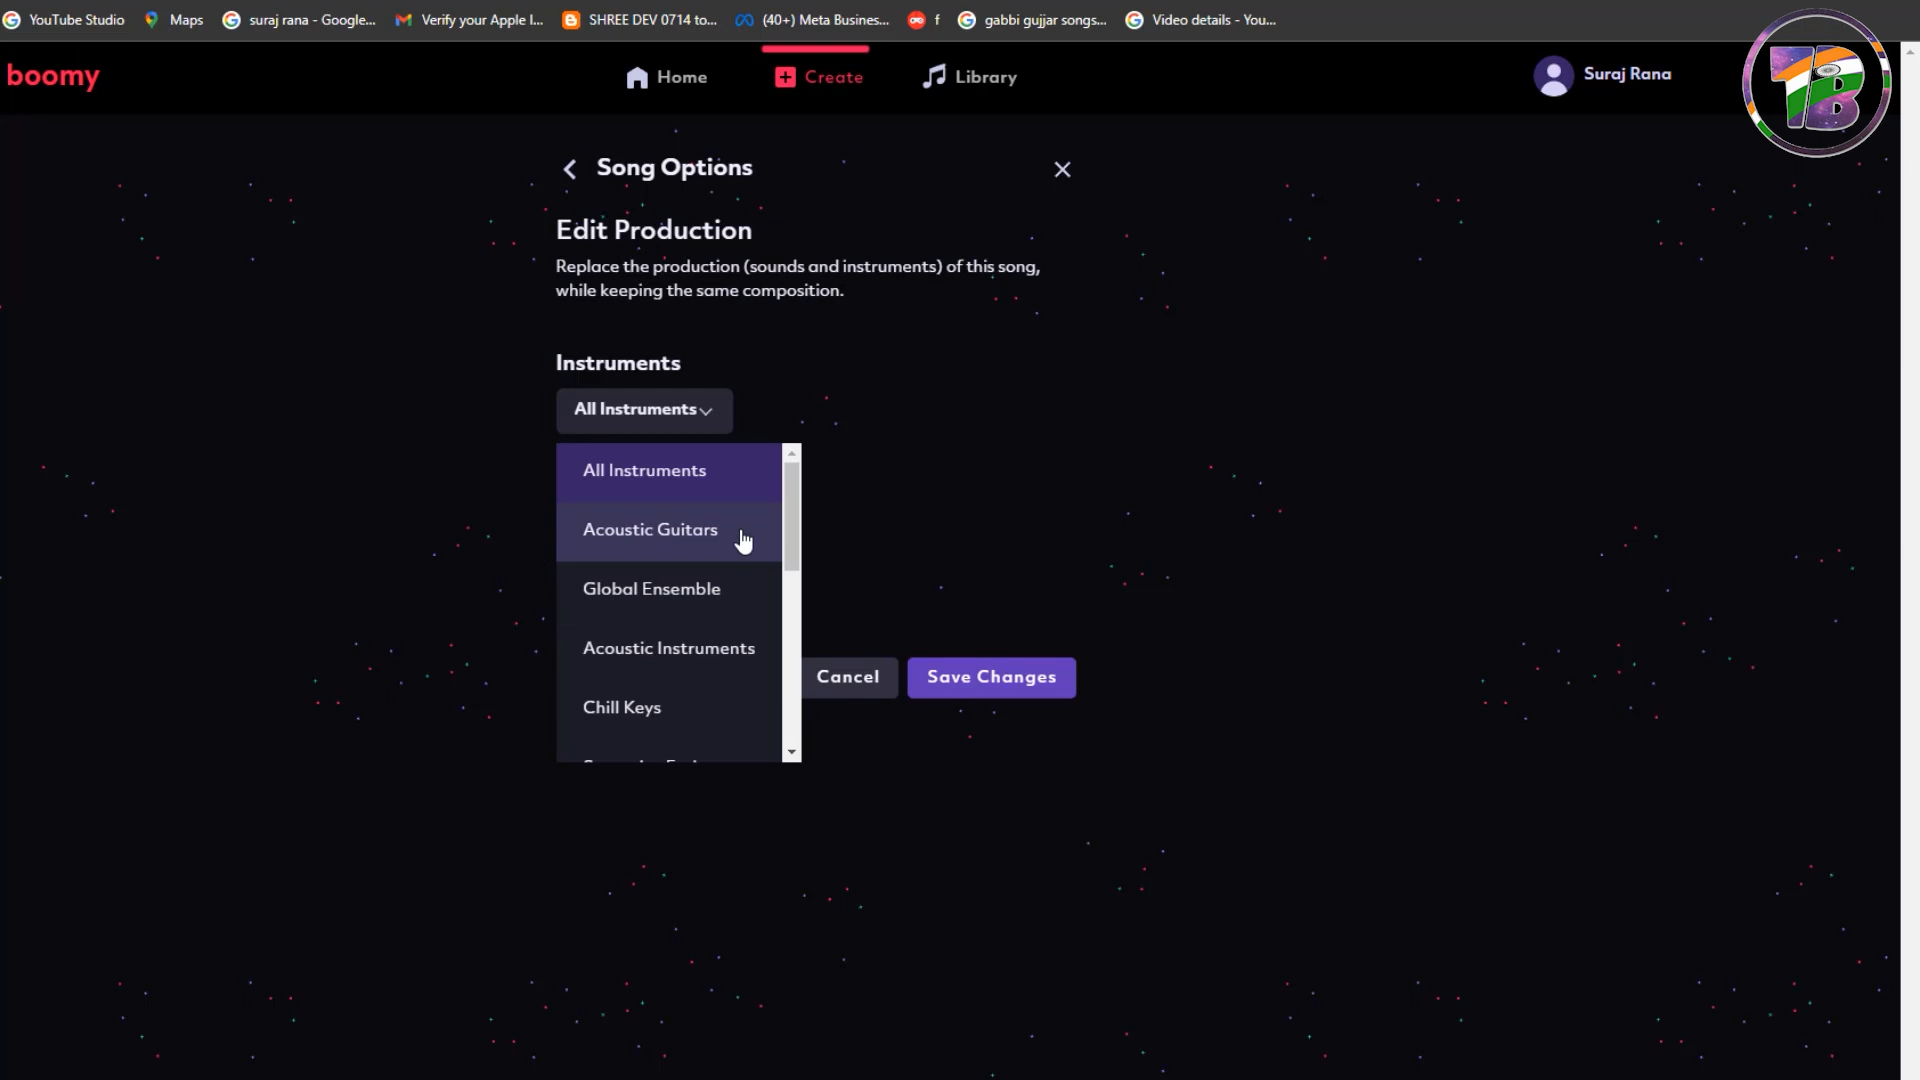 YouTube Studio Maps suraj rana - Google... Verify your Apple I... SHREE DEV 0714 to... (40+) Meta Busines... f gabbi gujjar songs... Video details - You...
boomy Home Create Library Suraj Rana
Song Options
Edit Production
Replace the production (sounds and instruments) of this song,
while keeping the same composition.
Instruments
All Instruments
All Instruments
Acoustic Guitars
Global Ensemble
Acoustic Instruments
Chill Keys
Cancel Save Changes